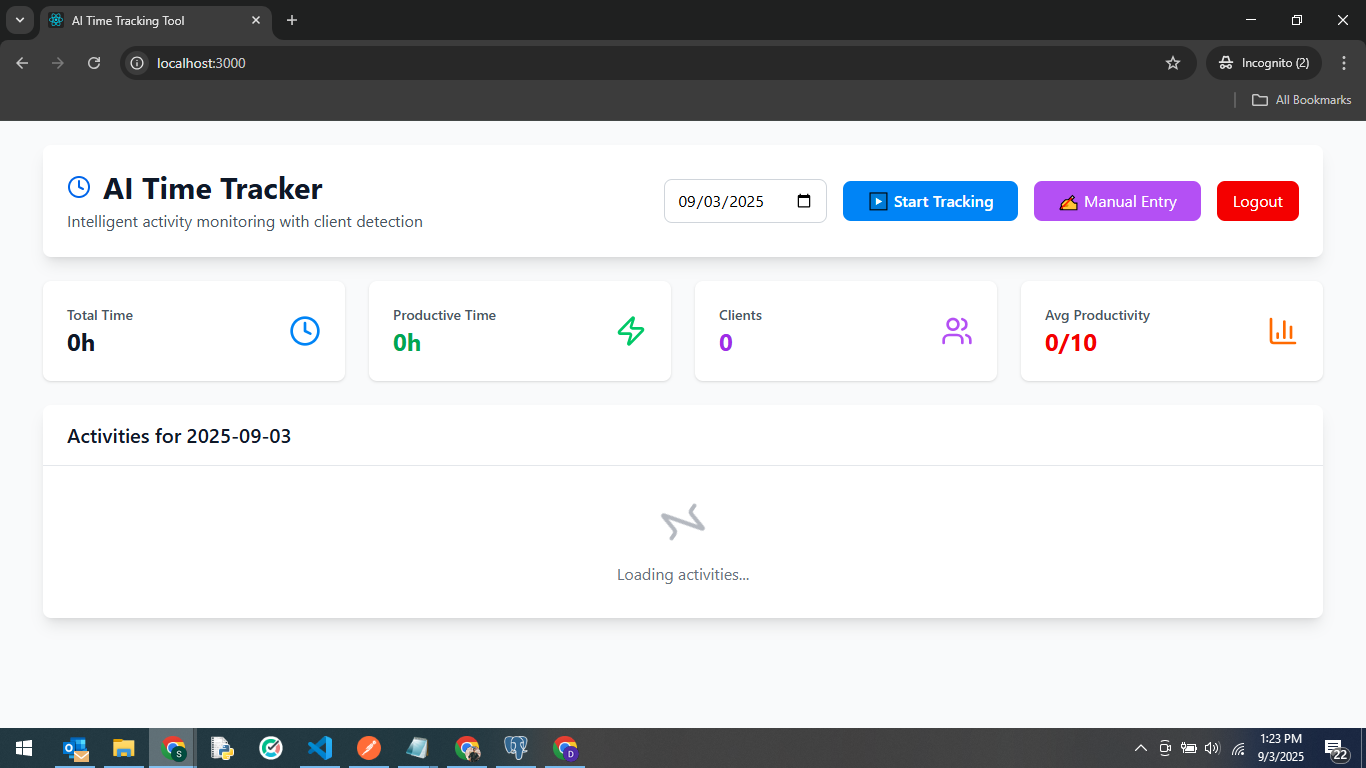 AI Time Tracking Tool
localhost:3000
Incognito (2)
All Bookmarks
AI Time Tracker
Intelligent activity monitoring with client detection
09/03/2025
Start Tracking
Manual Entry
Logout
Total Time
0h
Productive Time
0h
Clients
0
Avg Productivity
0/10
Activities for 2025-09-03
Loading activities...
S
D
1:23 PM
9/3/2025
22